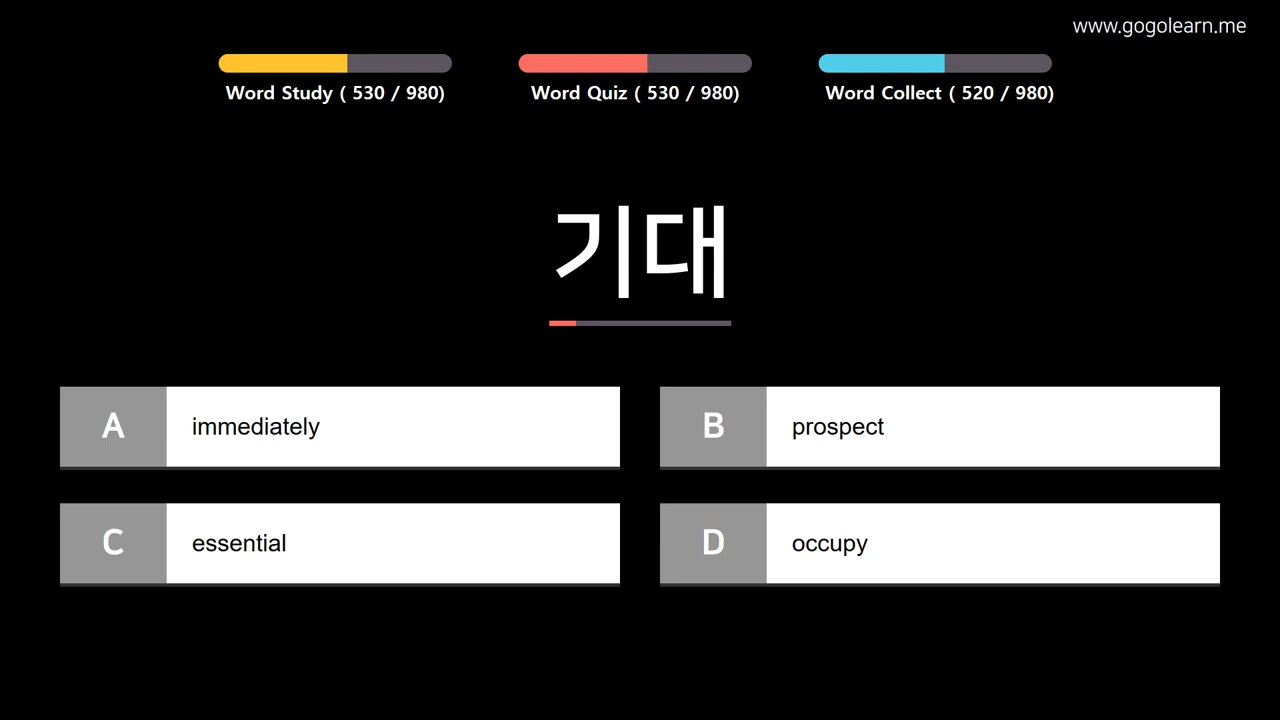 www.gogolearn.me
Word Study ( 530 / 980)
Word Quiz ( 530 / 980)
Word Collect ( 520 / 980)
기대
A immediately
B prospect
C essential
D occupy